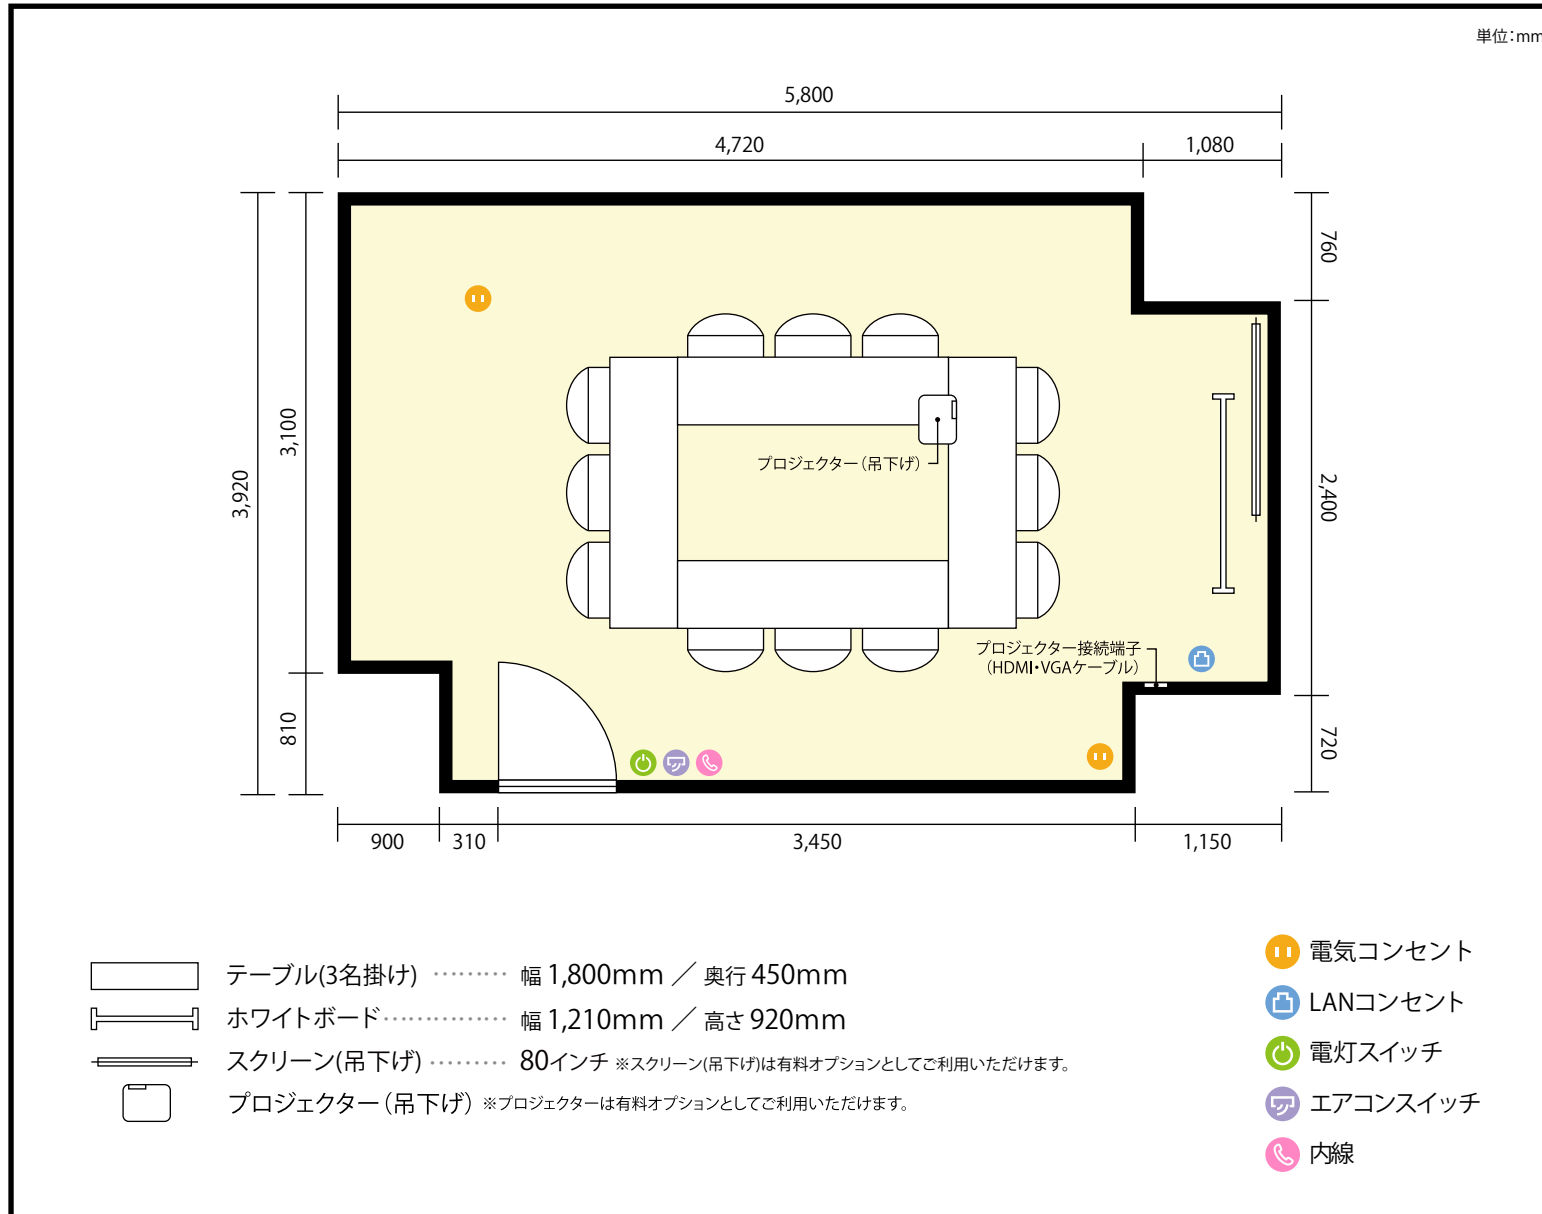 単位：mm
5,800
4,720
1,080
760
3,100
3,920
2,400
プロジェクター（吊下げ）
プロジェクター接続端子
（HDMI・VGAケーブル）
810
720
900
310
3,450
1,150
テーブル(3名掛け) ……… 幅 1,800mm ／ 奥行 450mm
ホワイトボード…………… 幅 1,210mm ／ 高さ 920mm
スクリーン(吊下げ) ……… 80インチ ※スクリーン(吊下げ)は有料オプションとしてご利用いただけます。
プロジェクター（吊下げ） ※プロジェクターは有料オプションとしてご利用いただけます。
電気コンセント
LANコンセント
電灯スイッチ
エアコンスイッチ
内線